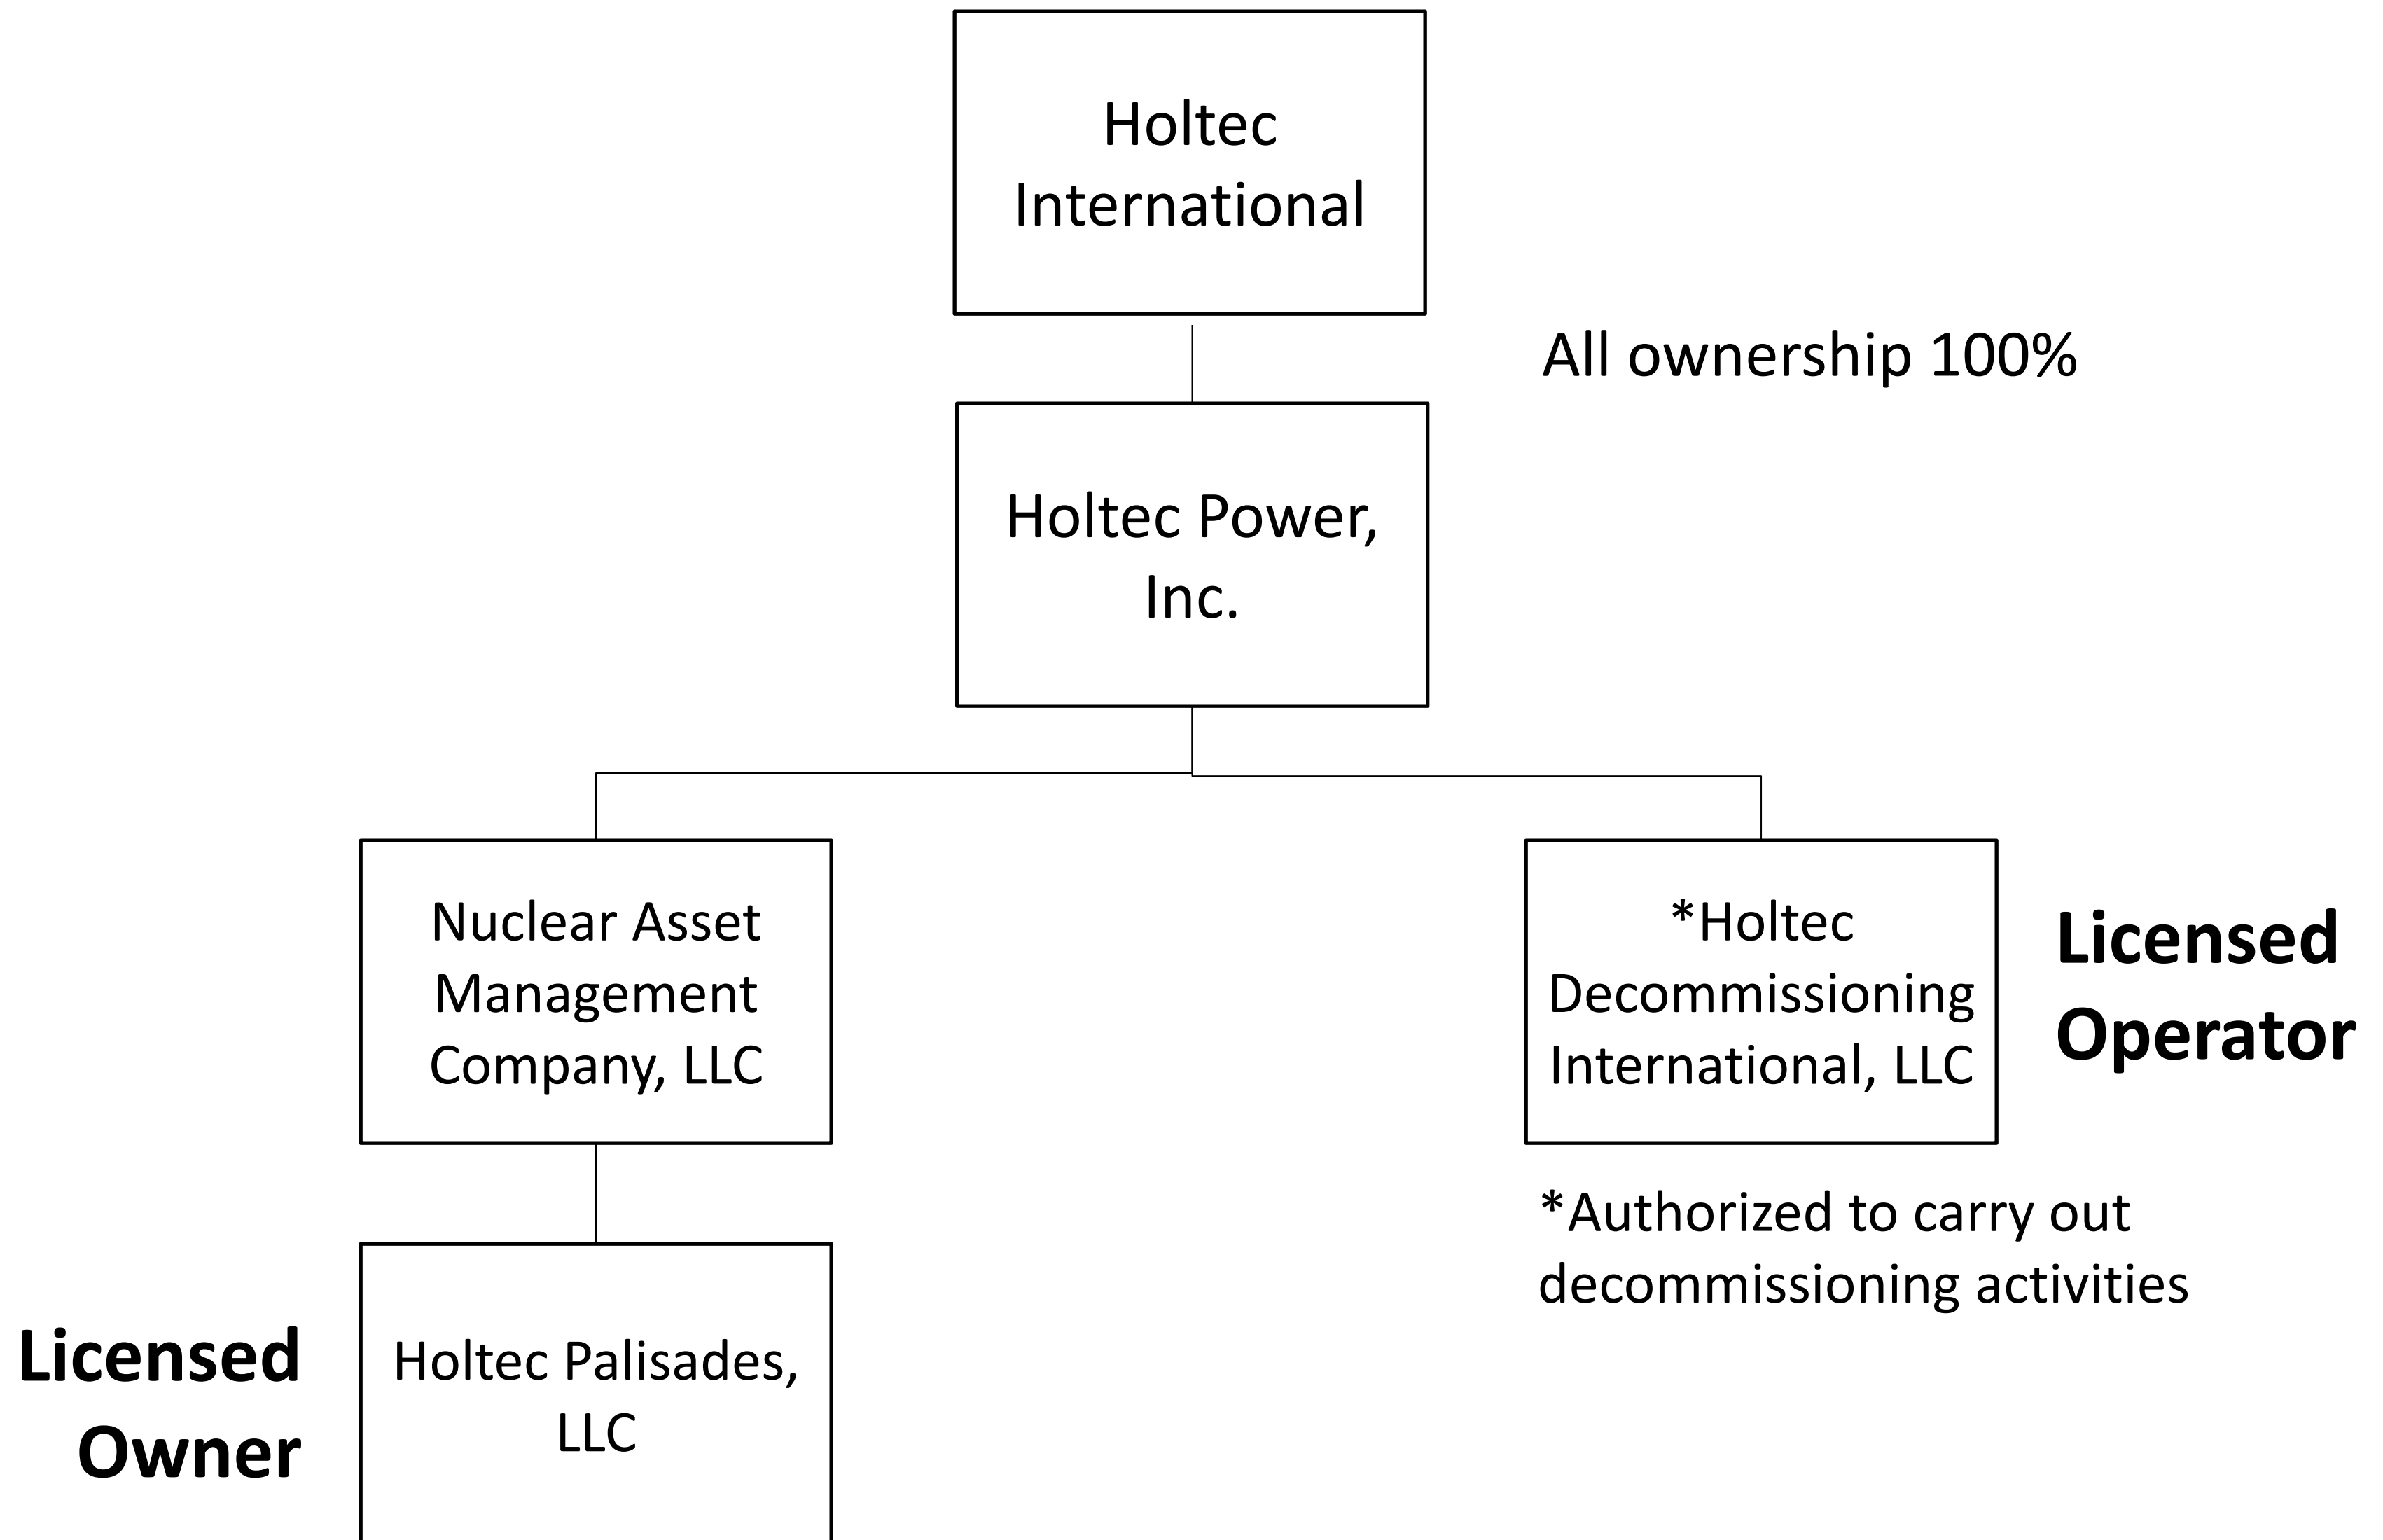 Holtec
International
All ownership 100%
Holtec Power,
Inc.
Nuclear Asset
Management
Company, LLC
*Holtec
Decommissioning
International, LLC
Licensed
Operator
*Authorized to carry out
decommissioning activities
Licensed
Owner
Holtec Palisades,
LLC